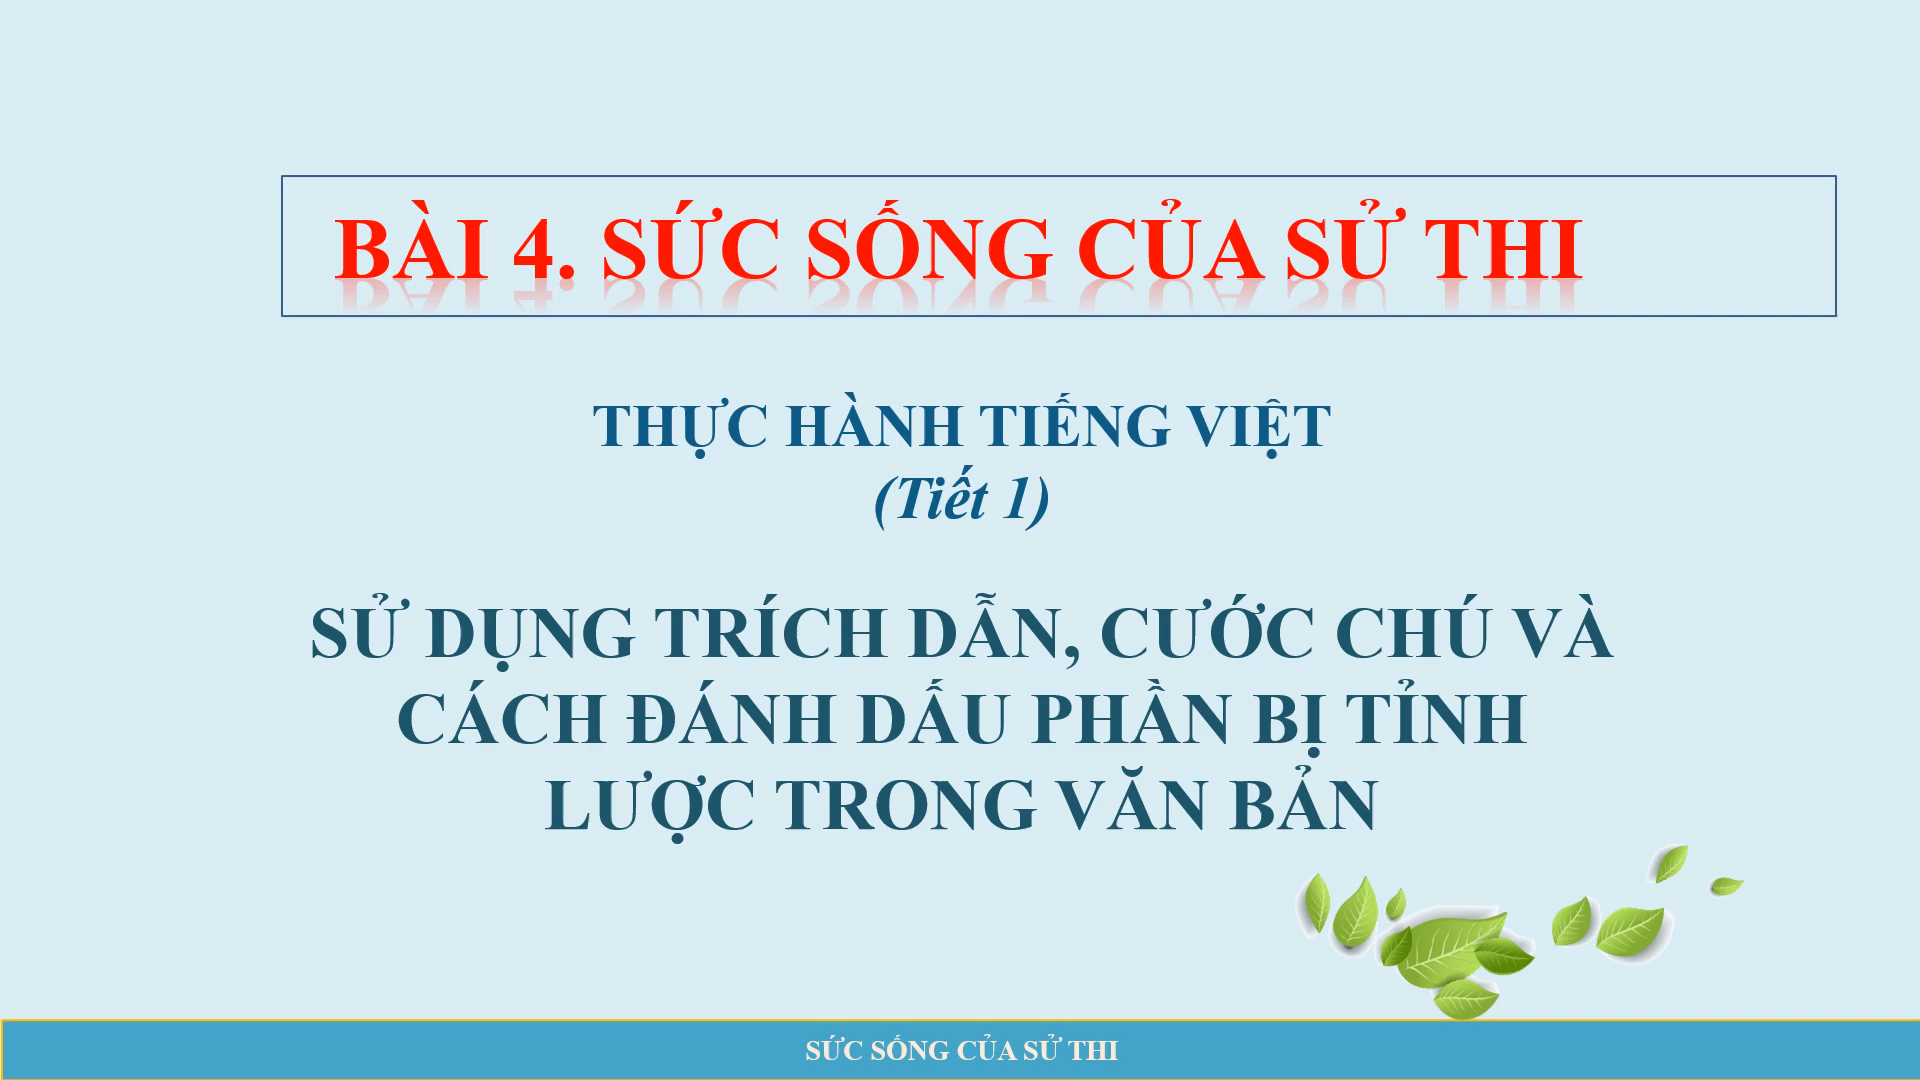 BÀI 4. SỨC SỐNG CỦA SỬ THI
THỰC HÀNH TIẾNG VIỆT
(Tiết 1)
SỬ DỤNG TRÍCH DẪN, CƯỚC CHÚ VÀ
CÁCH ĐÁNH DẤU PHẦN BỊ TỈNH
LƯỢC TRONG VĂN BẢN
SỨC SỐNG CỦA SỬ THI